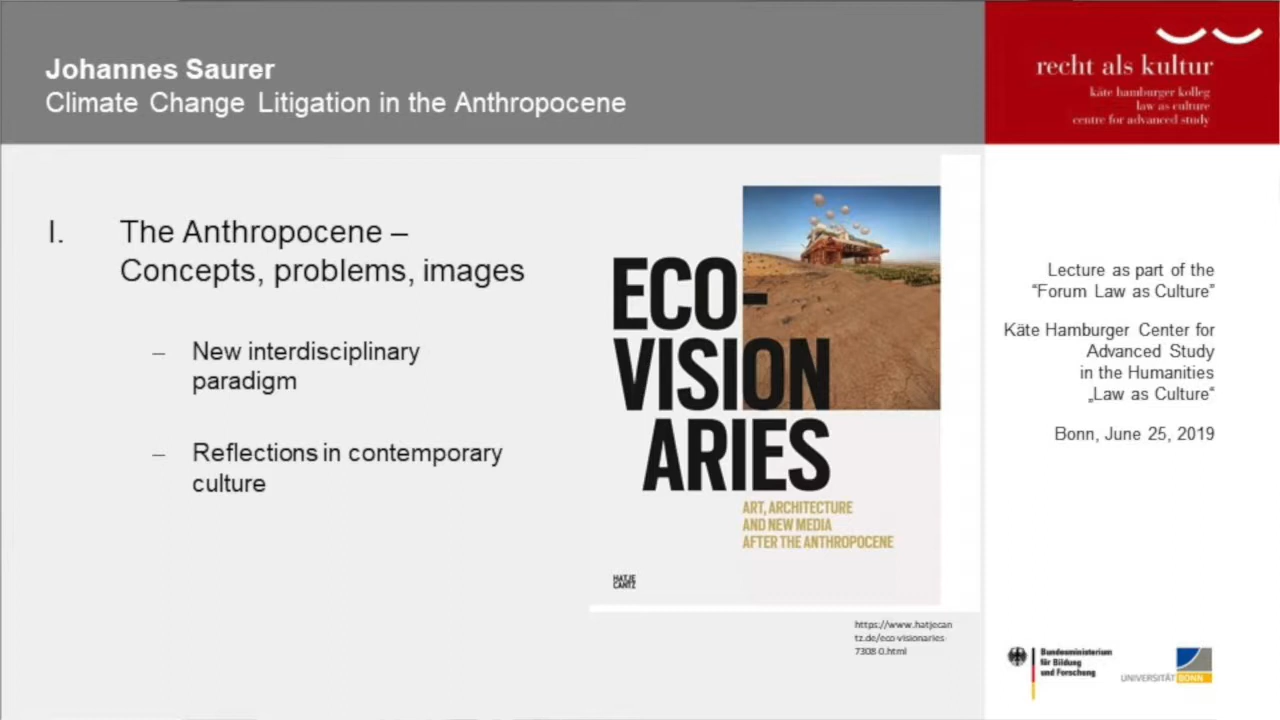 Johannes Saurer
Climate Change Litigation in the Anthropocene
recht als kultur
käte hamburger kolleg
law as culture
centre for advanced study
I. The Anthropocene –
Concepts, problems, images
– New interdisciplinary
paradigm
– Reflections in contemporary
culture
ECO-
VISION
ARIES
ART, ARCHITECTURE
AND NEW MEDIA
AFTER THE ANTHROPOCENE
HATJE
CANTZ
https://www.hatjecan
tz.de/eco-visionaries-
7308-0.html
Lecture as part of the
“Forum Law as Culture”
Käte Hamburger Center for
Advanced Study
in the Humanities
„Law as Culture“
Bonn, June 25, 2019
Bundesministerium
für Bildung
und Forschung
UNIVERSITÄT BONN